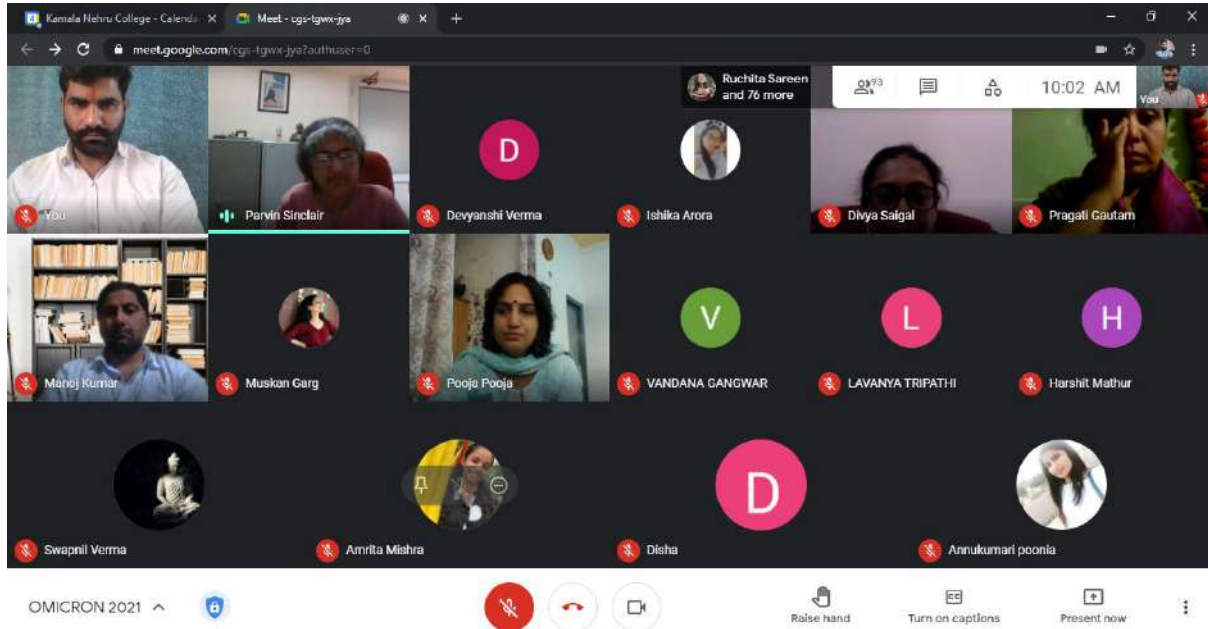 Kamala Nehru College - Calenda
Meet - cgs-tgwx-jya
meet.google.com/cgs-tgwx-jya?authuser=0
Ruchita Sareen
and 76 more
93
10:02 AM
You
You
Parvin Sinclair
D
Devyanshi Verma
Ishika Arora
Divya Saigal
Pragati Gautam
Manoj Kumar
Muskan Garg
Pooja Pooja
V
VANDANA GANGWAR
L
LAVANYA TRIPATHI
H
Harshit Mathur
Swapnil Verma
Amrita Mishra
D
Disha
Annukumari poonia
OMICRON 2021
Raise hand
CC
Turn on captions
Present now